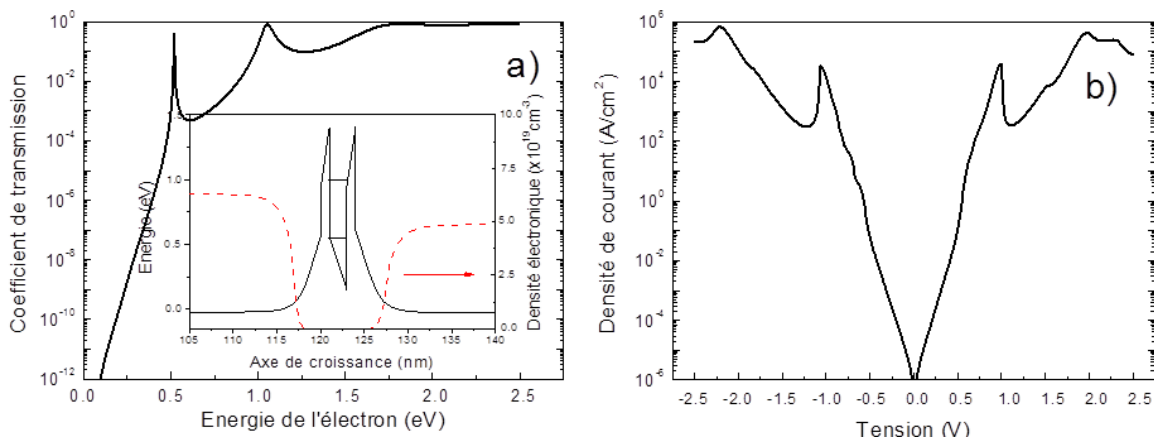 10^0
10^-2
10^-4
10^-6
10^-8
10^-10
10^-12
Coefficient de transmission
0.0 0.5 1.0 1.5 2.0 2.5
Energie de l'électron (eV)
a)
1.0
0.5
0.0
Energie (eV)
105 110 115 120 125 130 135 140
Axe de croissance (nm)
10.0
7.5
5.0
2.5
0.0
Densité électronique (x10^19 cm^-3)
10^6
10^4
10^2
10^0
10^-2
10^-4
10^-6
Densité de courant (A/cm^2)
-2.5 -2.0 -1.5 -1.0 -0.5 0.0 0.5 1.0 1.5 2.0 2.5
Tension (V)
b)